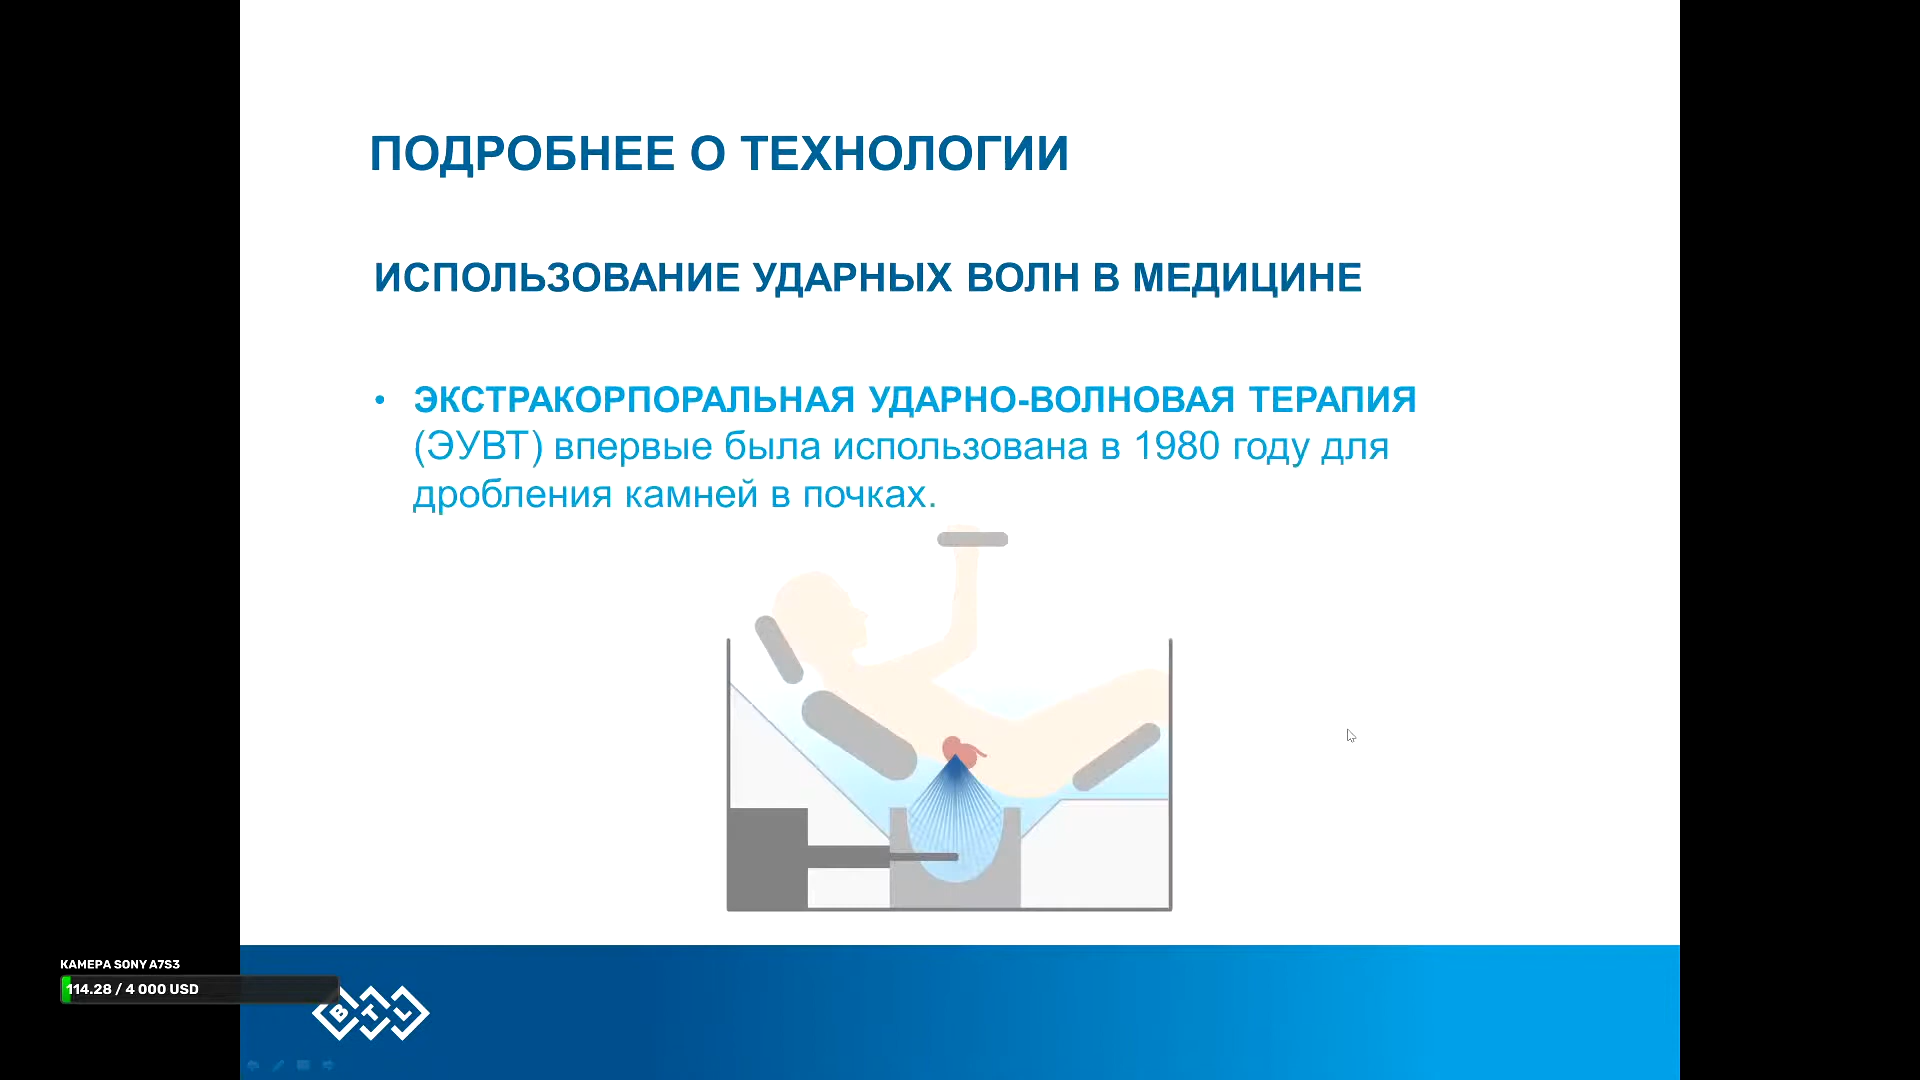 ПОДРОБНЕЕ О ТЕХНОЛОГИИ
ИСПОЛЬЗОВАНИЕ УДАРНЫХ ВОЛН В МЕДИЦИНЕ
• ЭКСТРАКОРПОРАЛЬНАЯ УДАРНО-ВОЛНОВАЯ ТЕРАПИЯ
(ЭУВТ) впервые была использована в 1980 году для
дробления камней в почках.
КАМЕРА SONY A7S3
114.28 / 4 000 USD
BTL